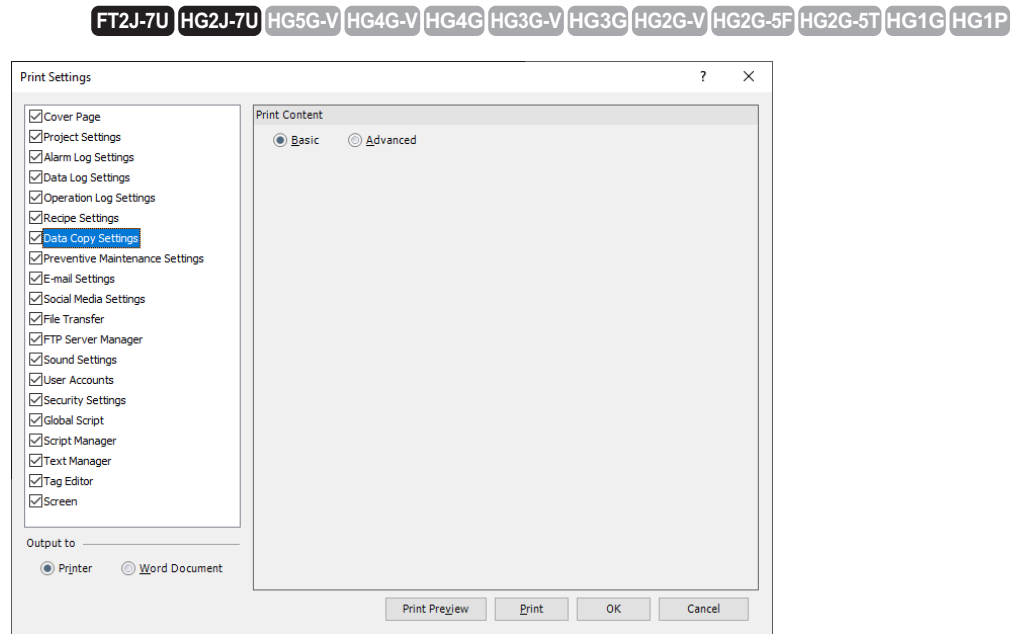 FT2J-7U HG2J-7U HG5G-V HG4G-V HG4G HG3G-V HG3G HG2G-V HG2G-5F HG2G-5T HG1G HG1P
Print Settings ?
Cover Page
Project Settings
Alarm Log Settings
Data Log Settings
Operation Log Settings
Recipe Settings
Data Copy Settings
Preventive Maintenance Settings
E-mail Settings
Social Media Settings
File Transfer
FTP Server Manager
Sound Settings
User Accounts
Security Settings
Global Script
Script Manager
Text Manager
Tag Editor
Screen
Output to
Printer Word Document
Print Content
Basic Advanced
Print Preview Print OK Cancel